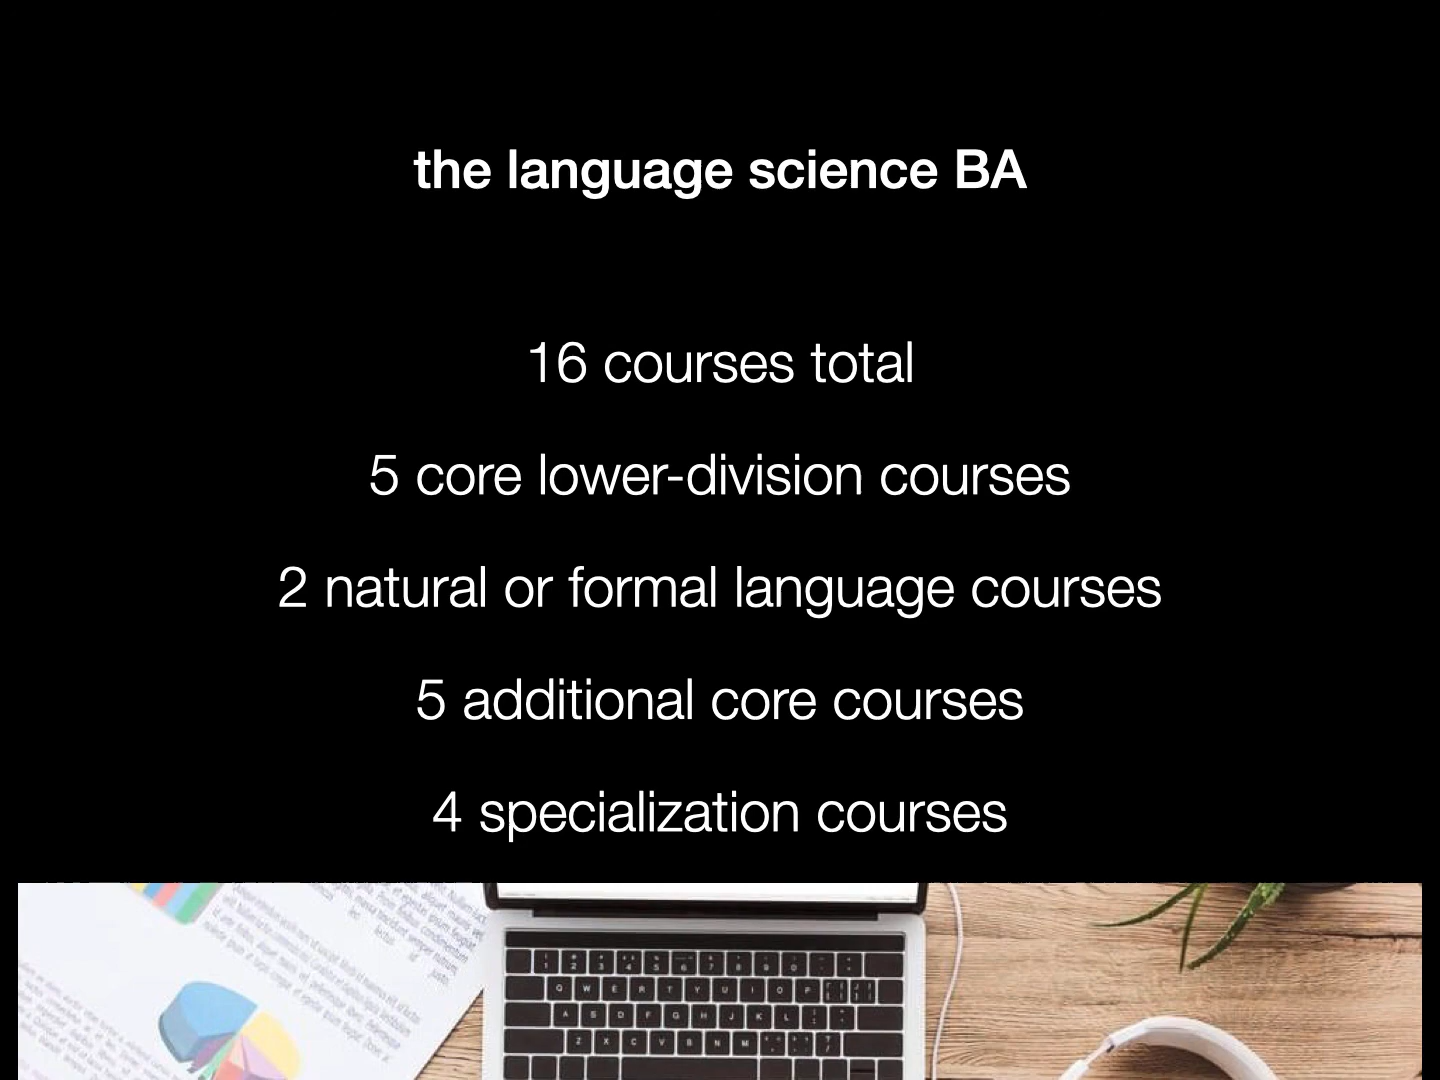 the language science BA
16 courses total
5 core lower-division courses
2 natural or formal language courses
5 additional core courses
4 specialization courses